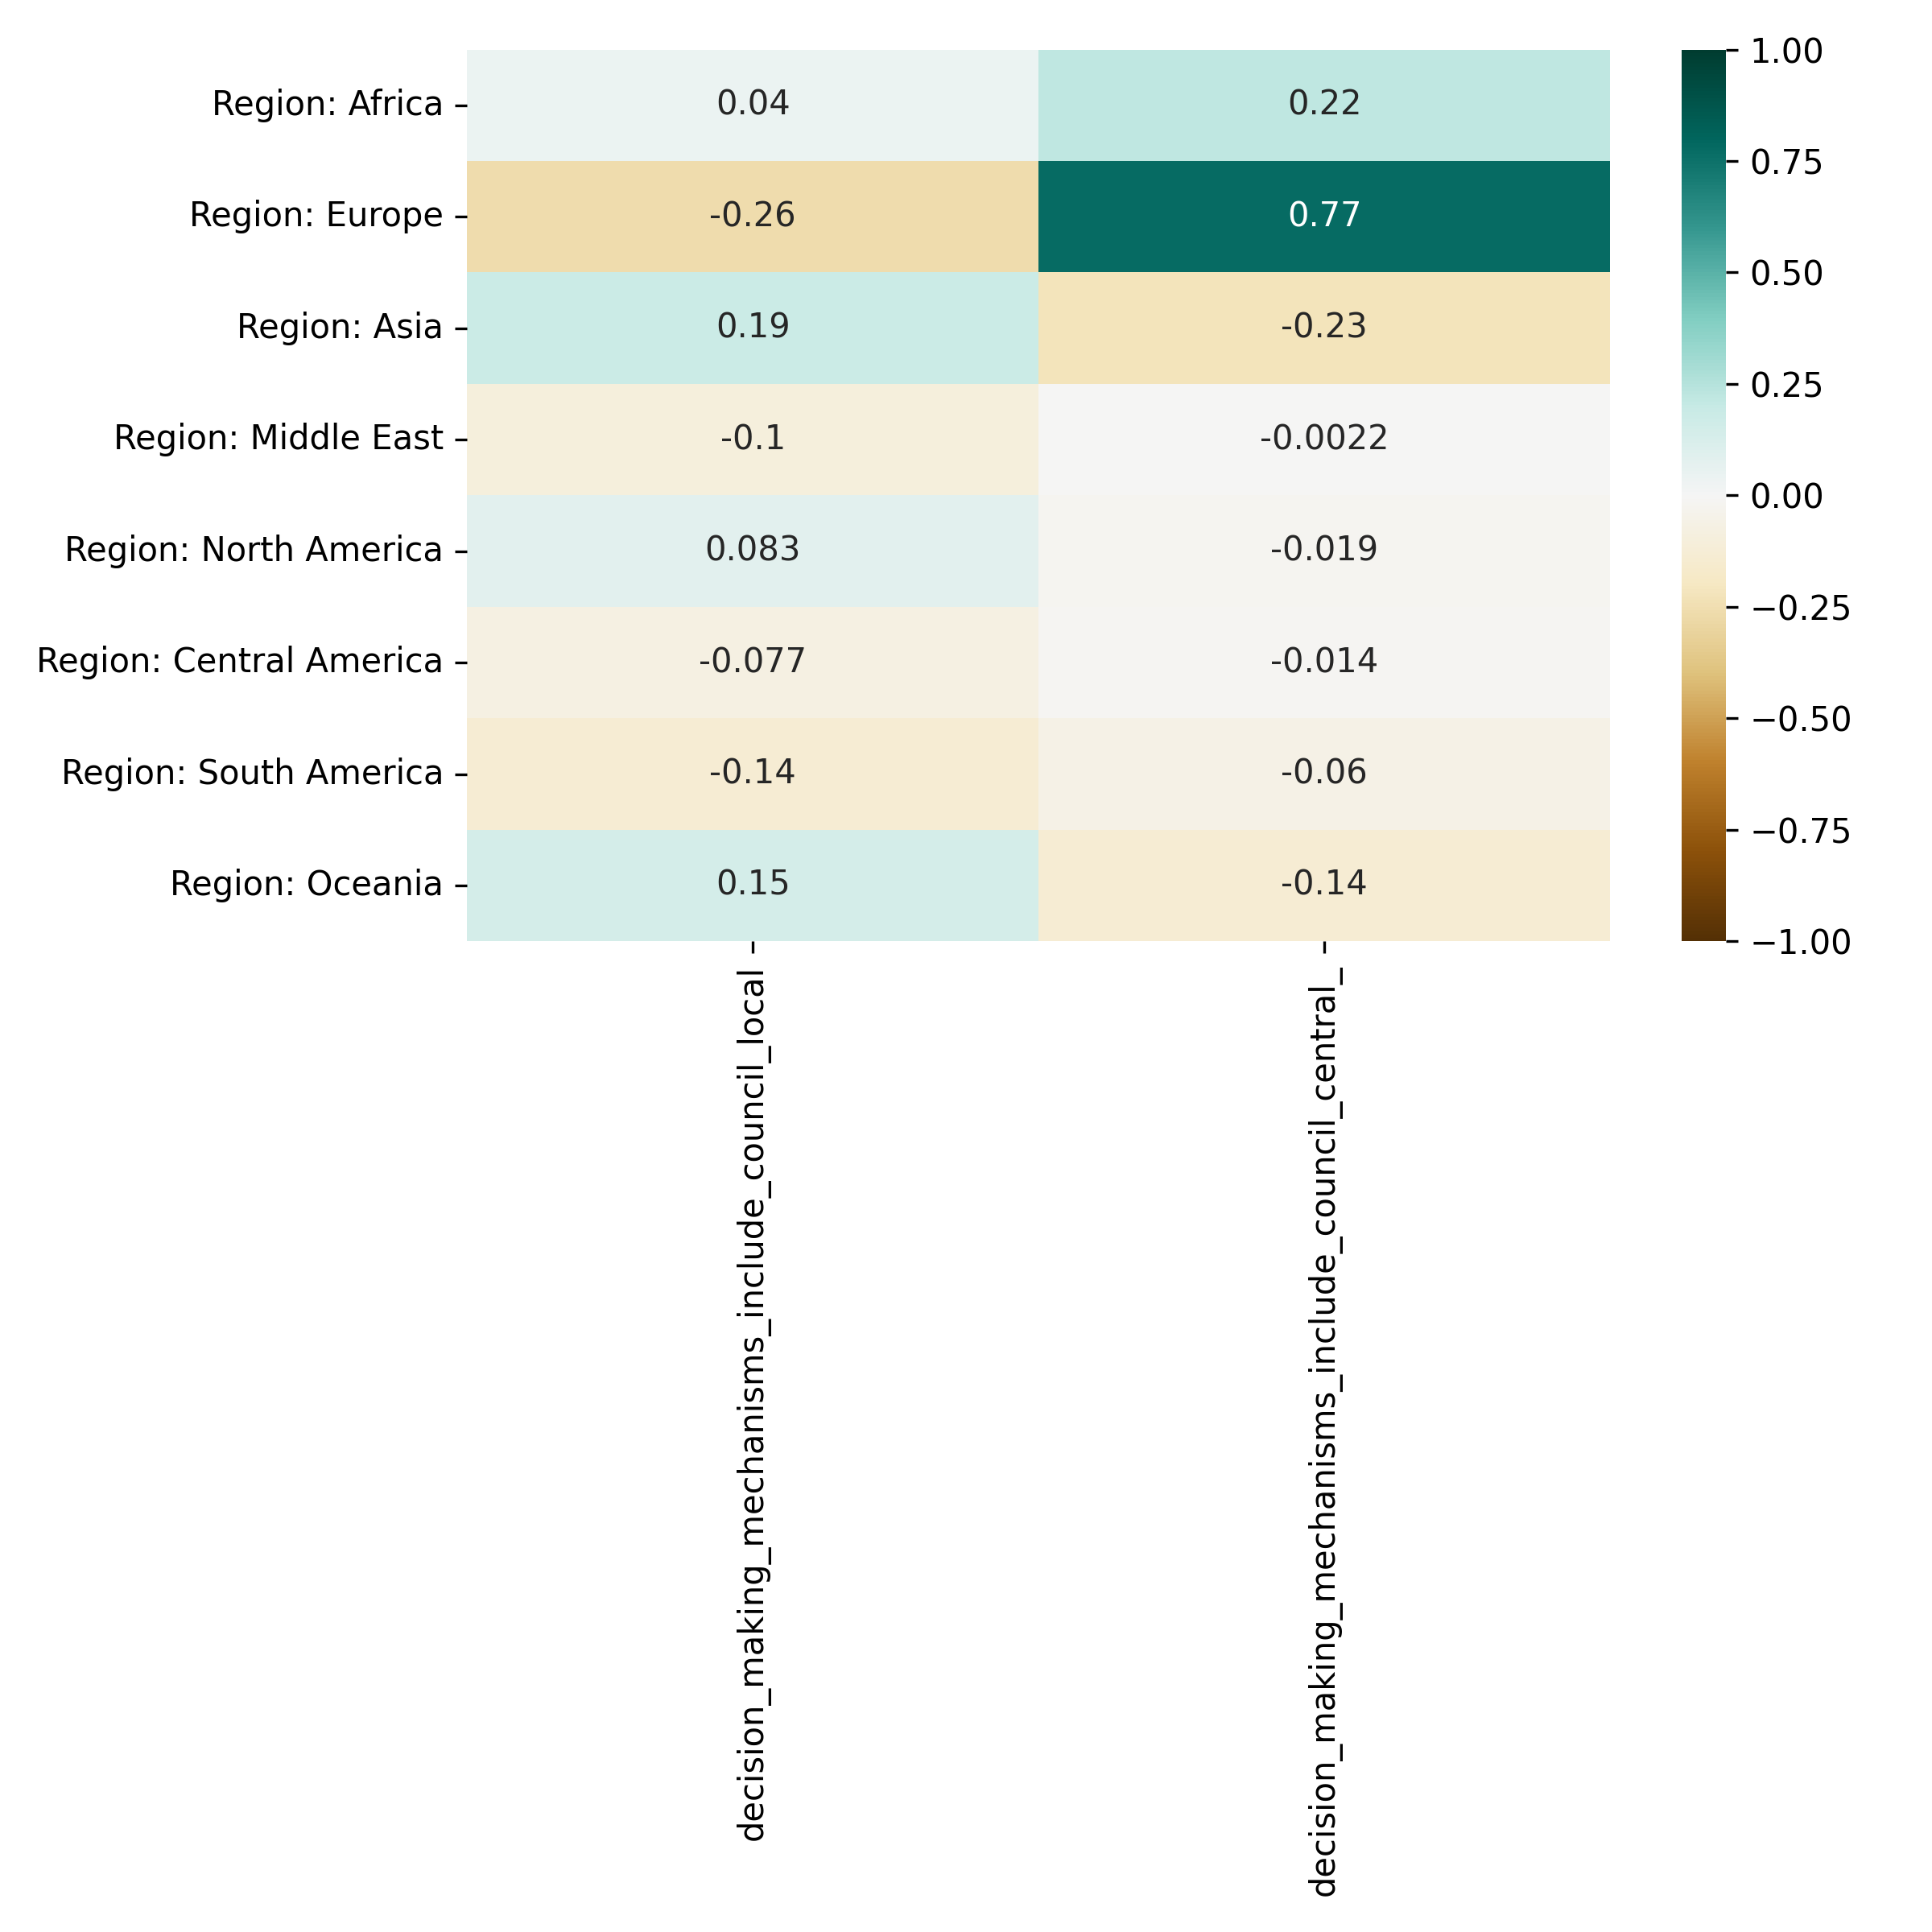 Region: Africa
0.04
0.22
Region: Europe
-0.26
0.77
Region: Asia
0.19
-0.23
Region: Middle East
-0.1
-0.0022
Region: North America
0.083
-0.019
Region: Central America
-0.077
-0.014
Region: South America
-0.14
-0.06
Region: Oceania
0.15
-0.14
decision_making_mechanisms_include_council_local
decision_making_mechanisms_include_council_central_
1.00
0.75
0.50
0.25
0.00
−0.25
−0.50
−0.75
−1.00